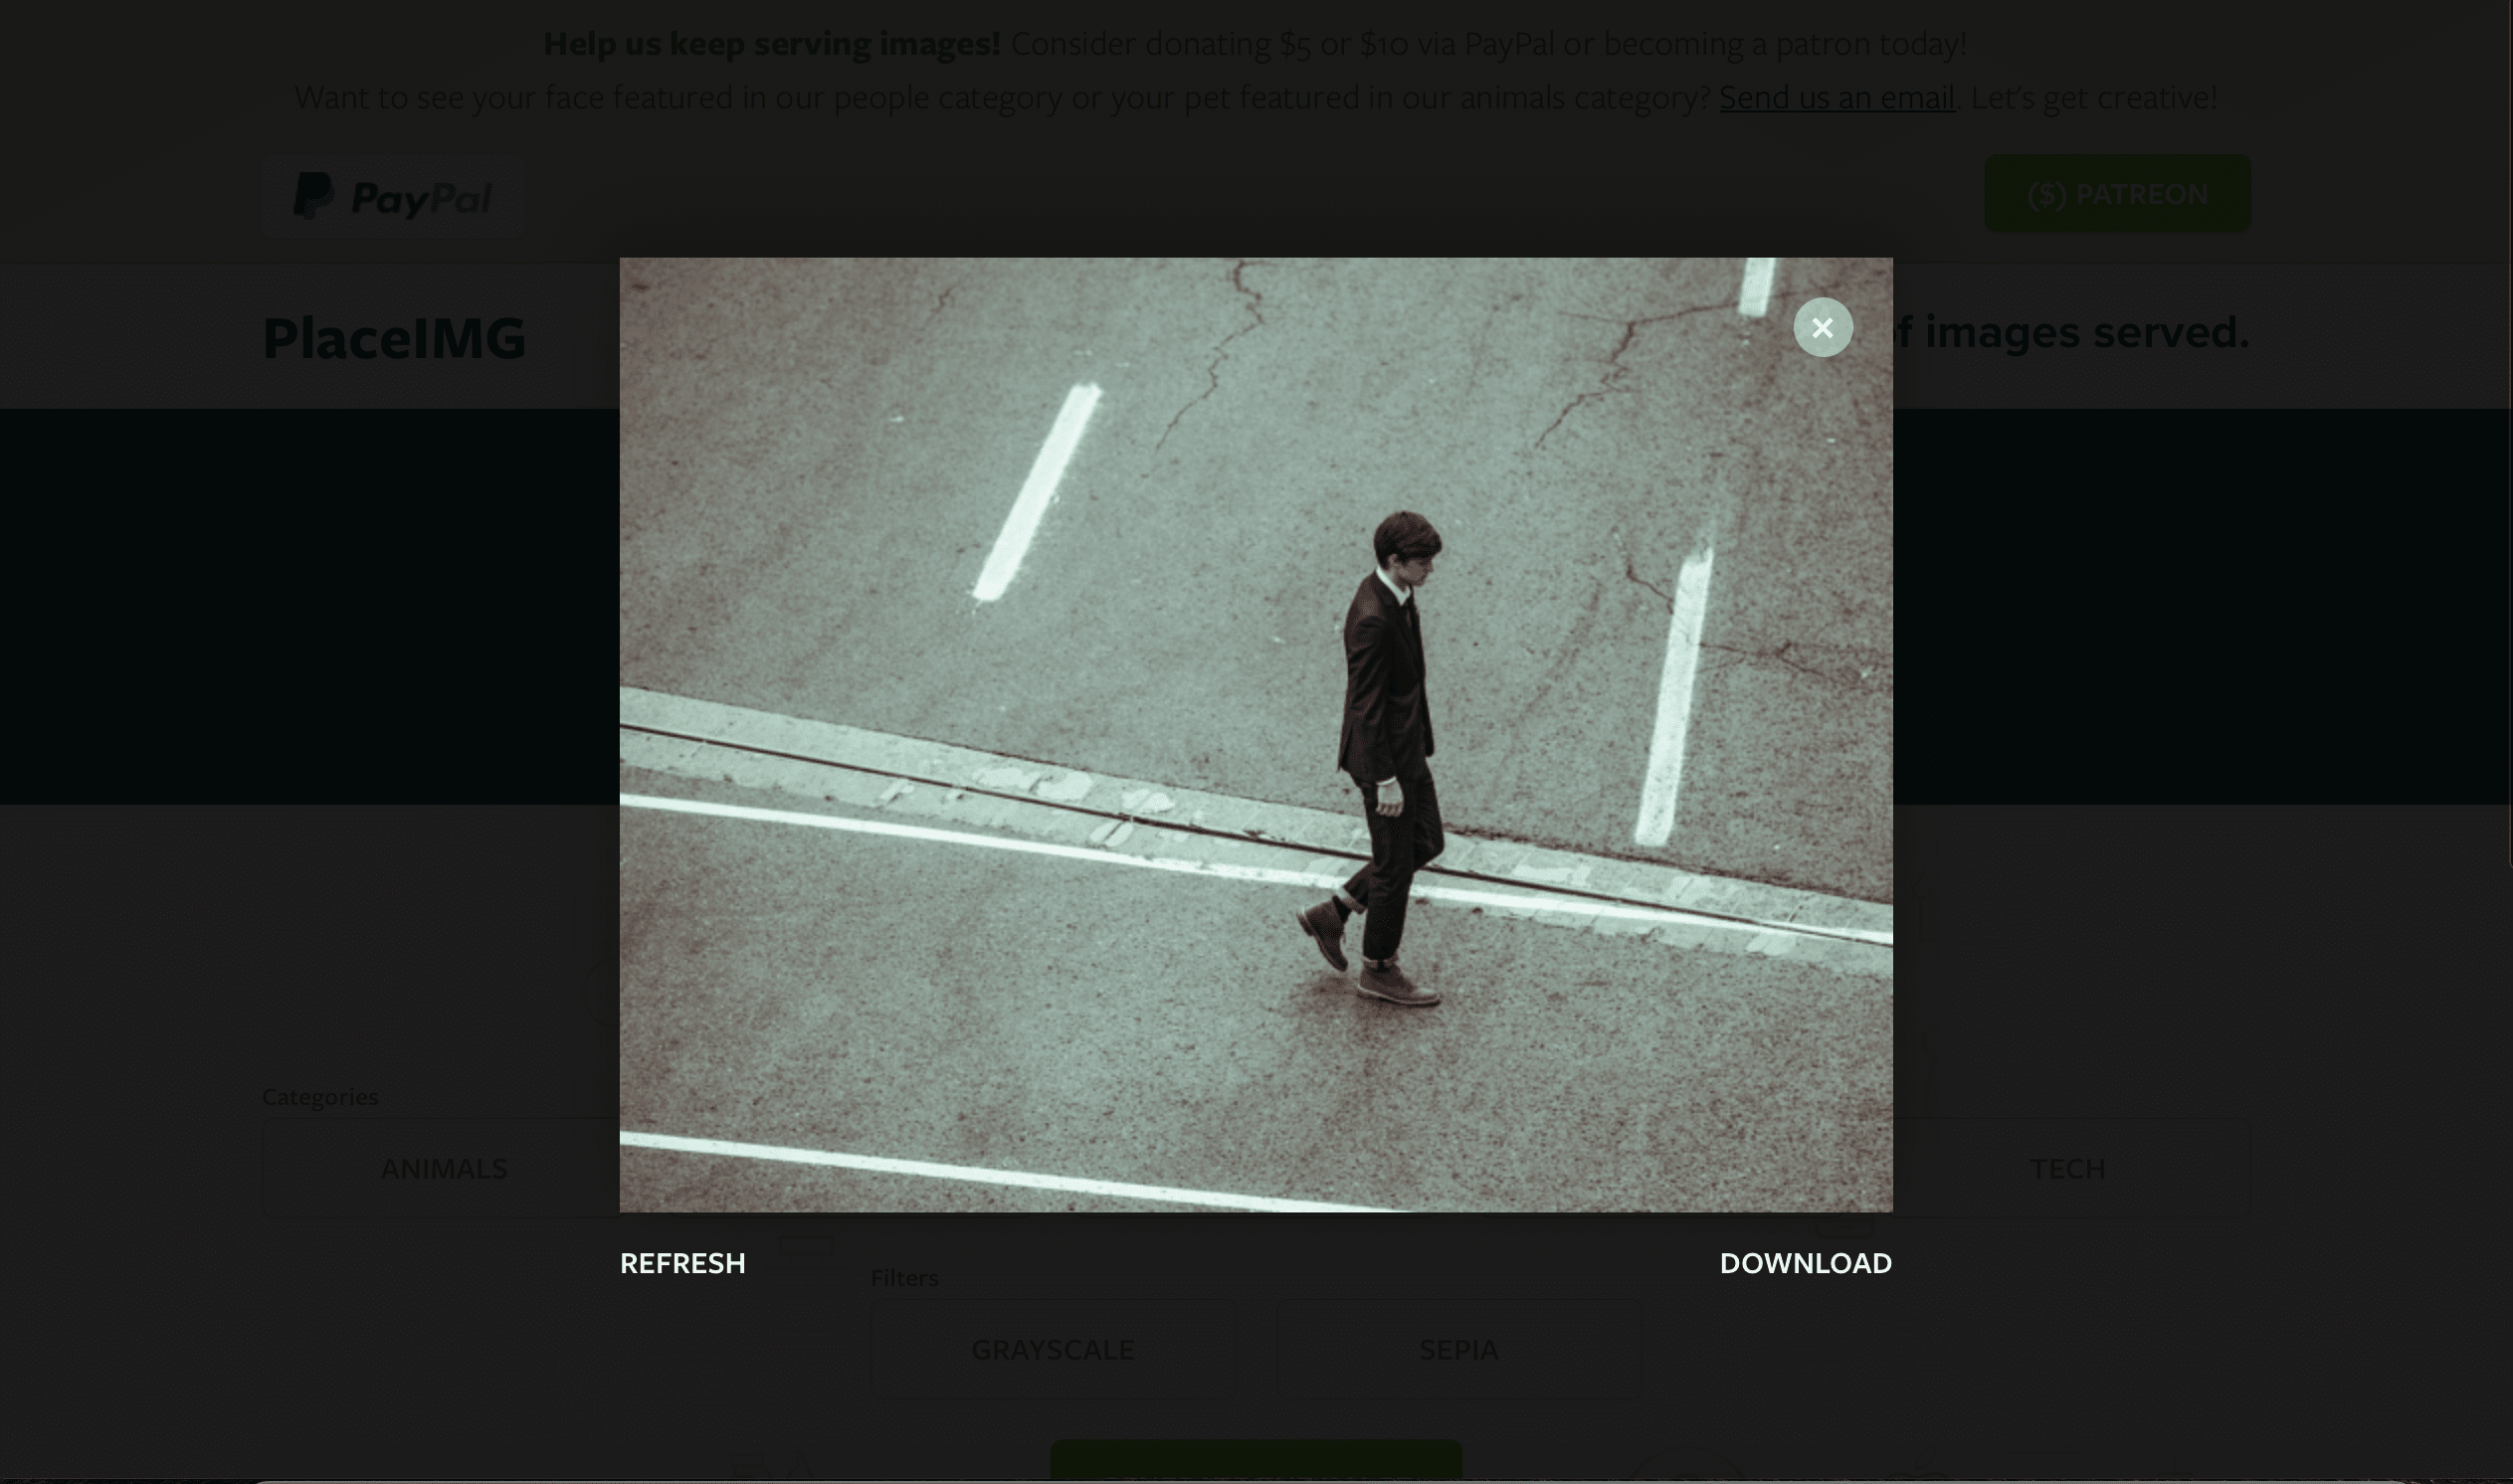 Help us keep serving images! Consider donating $5 or $10 via PayPal or becoming a patron today!
Want to see your face featured in our people category or your pet featured in our animals category? Send us an email. Let's get creative!
PayPal
($) PATREON
PlaceIMG
of images served.
Categories
ANIMALS
TECH
REFRESH
DOWNLOAD
Filters
GRAYSCALE
SEPIA